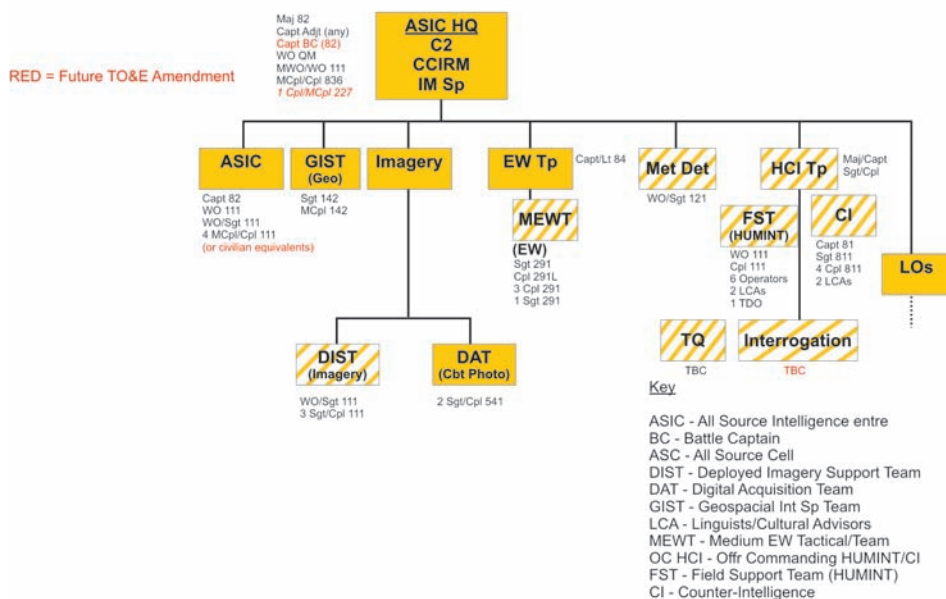 Maj 82
Capt Adjt (any)
Capt BC (82)
WO QM
MWO/WO 111
MCpl/Cpl 836
1 Cpl/MCpl 227
RED = Future TO&E Amendment
ASIC HQ
C2
CCIRM
IM Sp
ASIC
Capt 82
WO 111
WO/Sgt 111
4 MCpl/Cpl 111
(or civilian equivalents)
GIST
(Geo)
Sgt 142
MCpl 142
Imagery
EW Tp
Capt/Lt 84
MEWT
(EW)
Sgt 291
Cpl 291L
3 Cpl 291
1 Sgt 291
Met Det
WO/Sgt 121
HCI Tp
Maj/Capt
Sgt/Cpl
FST
(HUMINT)
WO 111
Cpl 111
6 Operators
2 LCAs
1 TDO
CI
Capt 81
Sgt 811
4 Cpl 811
2 LCAs
LOs
DIST
(Imagery)
WO/Sgt 111
3 Sgt/Cpl 111
DAT
(Cbt Photo)
2 Sgt/Cpl 541
TQ
TBC
Interrogation
TBC
Key
ASIC - All Source Intelligence entre
BC - Battle Captain
ASC - All Source Cell
DIST - Deployed Imagery Support Team
DAT - Digital Acquisition Team
GIST - Geospacial Int Sp Team
LCA - Linguists/Cultural Advisors
MEWT - Medium EW Tactical/Team
OC HCI - Offr Commanding HUMINT/CI
FST - Field Support Team (HUMINT)
CI - Counter-Intelligence